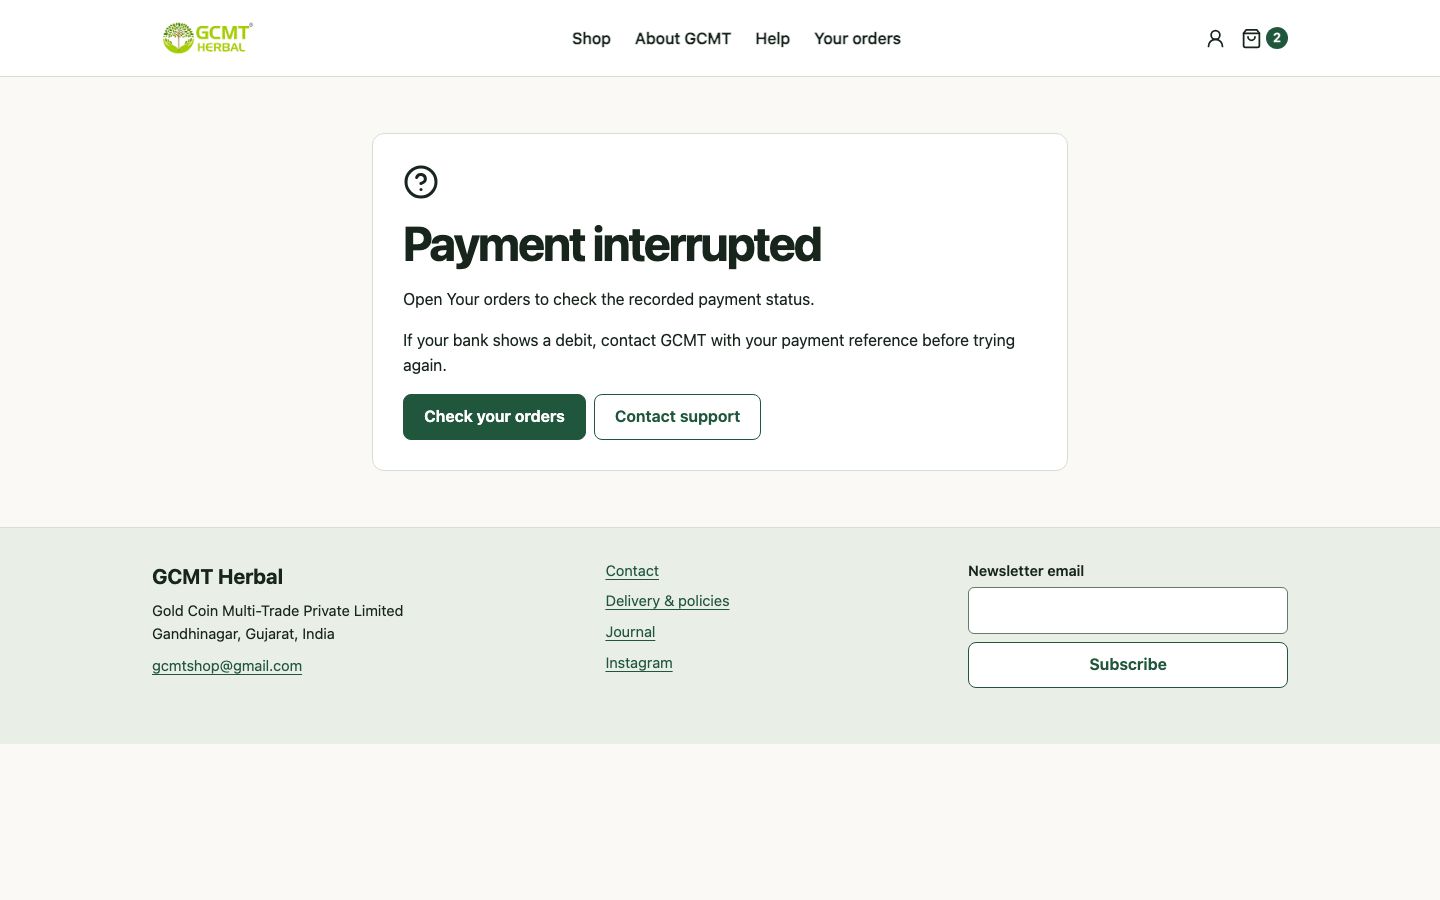 GCMT®
HERBAL
Shop
About GCMT
Help
Your orders
2
Payment interrupted
Open Your orders to check the recorded payment status.
If your bank shows a debit, contact GCMT with your payment reference before trying
again.
Check your orders
Contact support
GCMT Herbal
Gold Coin Multi-Trade Private Limited
Gandhinagar, Gujarat, India
gcmtshop@gmail.com
Contact
Delivery & policies
Journal
Instagram
Newsletter email
Subscribe